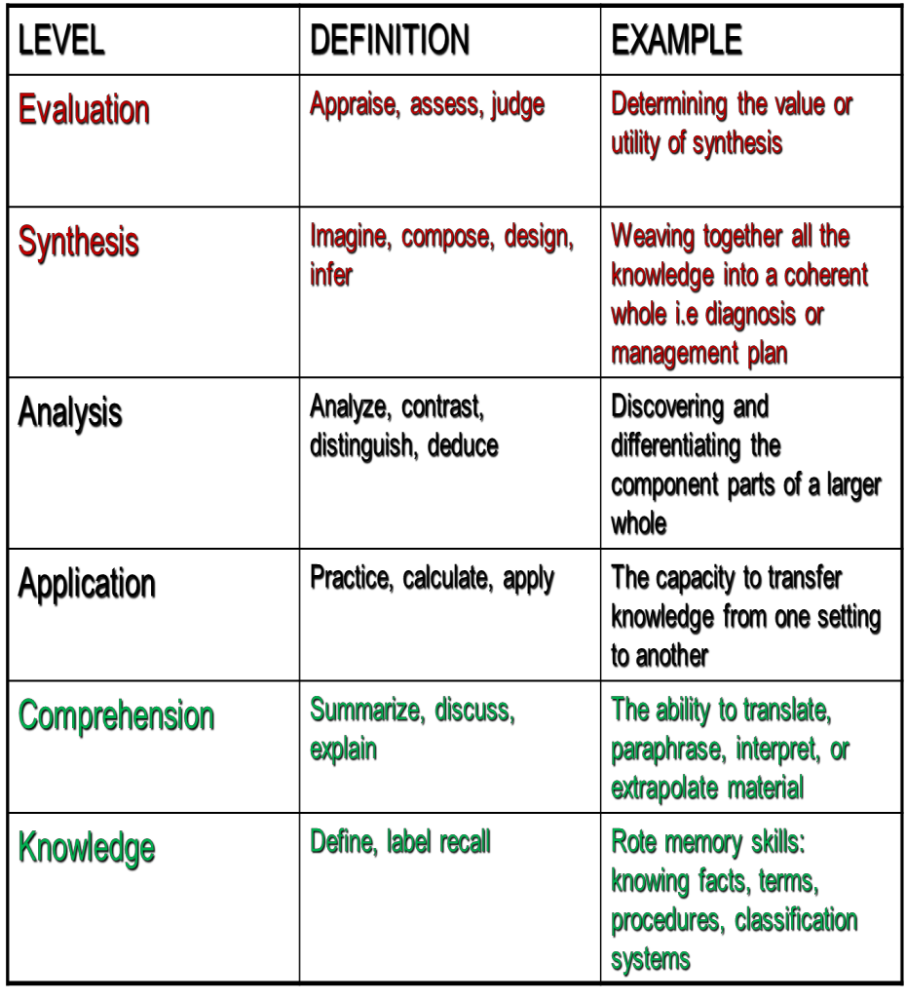 LEVEL
DEFINITION
EXAMPLE
Evaluation
Appraise, assess, judge
Determining the value or
utility of synthesis
Synthesis
Imagine, compose, design,
infer
Weaving together all the
knowledge into a coherent
whole i.e diagnosis or
management plan
Analysis
Analyze, contrast,
distinguish, deduce
Discovering and
differentiating the
component parts of a larger
whole
Application
Practice, calculate, apply
The capacity to transfer
knowledge from one setting
to another
Comprehension
Summarize, discuss,
explain
The ability to translate,
paraphrase, interpret, or
extrapolate material
Knowledge
Define, label recall
Rote memory skills:
knowing facts, terms,
procedures, classification
systems